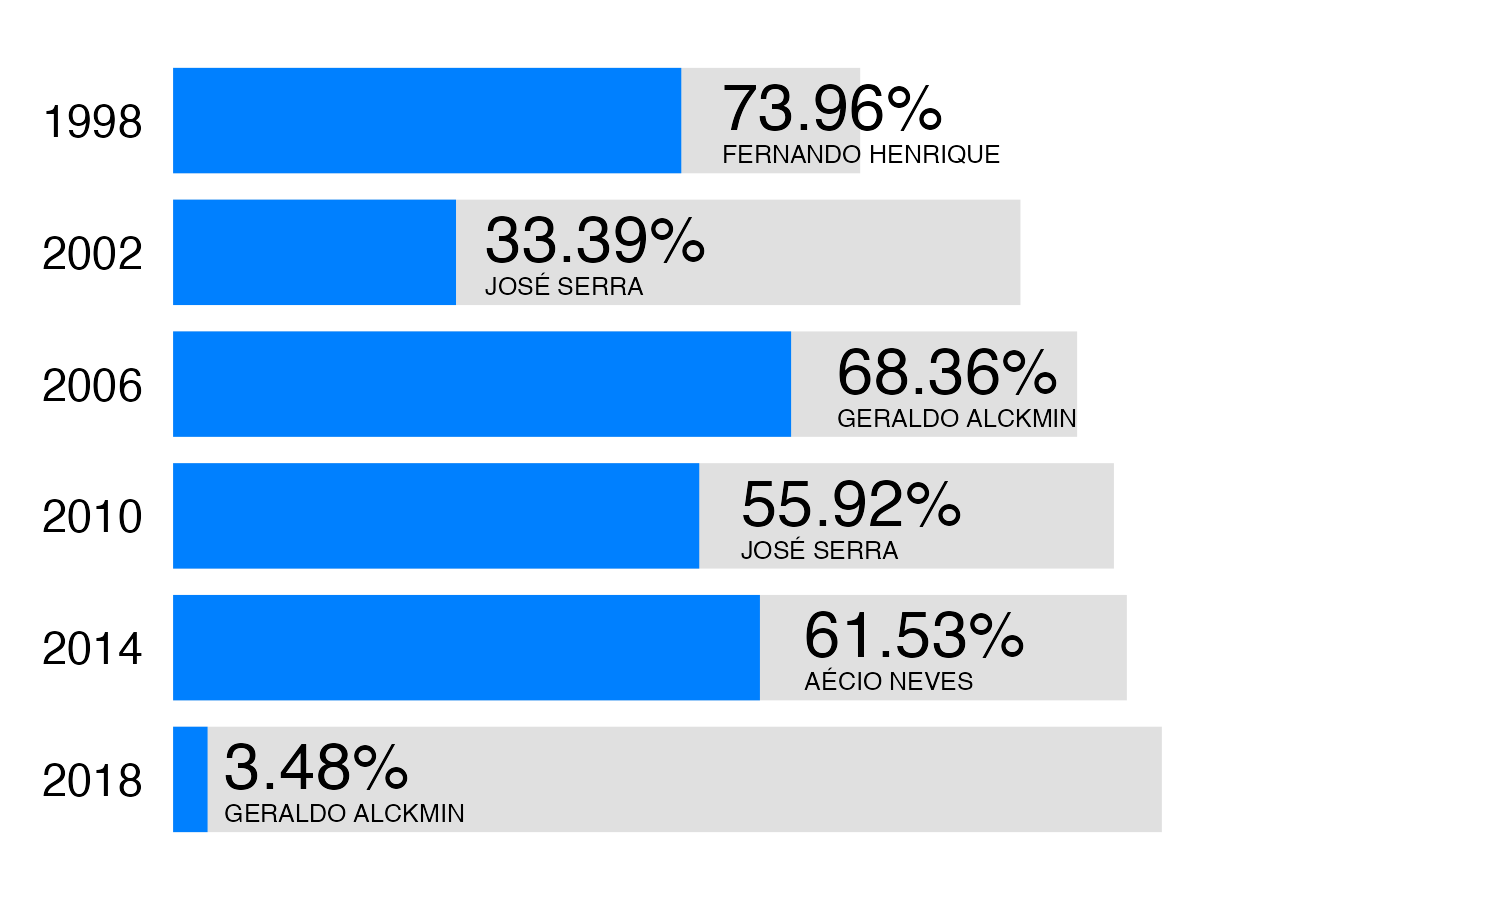 1998
73.96%
FERNANDO HENRIQUE
2002
33.39%
JOSÉ SERRA
2006
68.36%
GERALDO ALCKMIN
2010
55.92%
JOSÉ SERRA
2014
61.53%
AÉCIO NEVES
2018
3.48%
GERALDO ALCKMIN